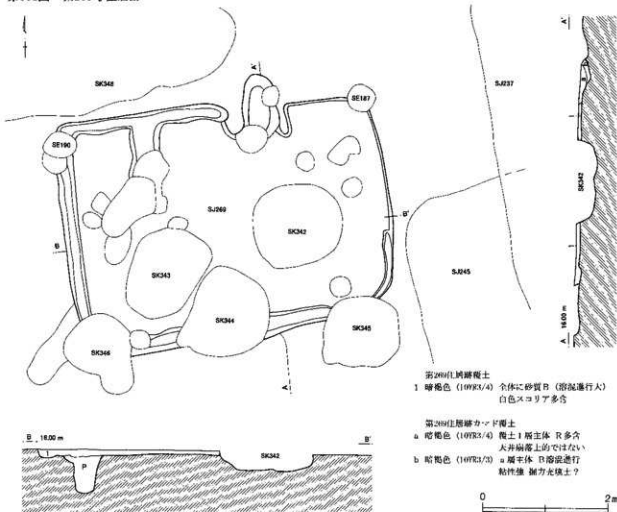 A'
SK348
SE187
SJ237
SE190
SJ269
B'
B
SK342
SK342
SK343
SJ245
SK344
SK345
SK346
A
16.00 m
A
第269住居跡覆土
1 暗褐色 (10YR3/4) 全体に砂質B (溶混進行大)
白色スコリア多含
第269住居跡カマド覆土
a 暗褐色 (10YR3/4) 覆土1層主体 R多含
天井崩落土的ではない
b 暗褐色 (10YR3/3) a層主体 B溶混進行
粘性強 掘方充填土?
B 16.00 m
B'
1
SK342
P
0 2m